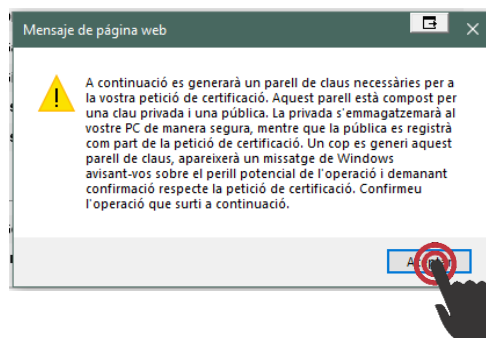 Mensaje de página web
A continuació es generarà un parell de claus necessàries per a
la vostra petició de certificació. Aquest parell està compost per
una clau privada i una pública. La privada s'emmagatzemarà al
vostre PC de manera segura, mentre que la pública es registrà
com part de la petició de certificació. Un cop es generi aquest
parell de claus, apareixerà un missatge de Windows
avisant-vos sobre el perill potencial de l'operació i demanant
confirmació respecte la petició de certificació. Confirmeu
l'operació que surti a continuació.